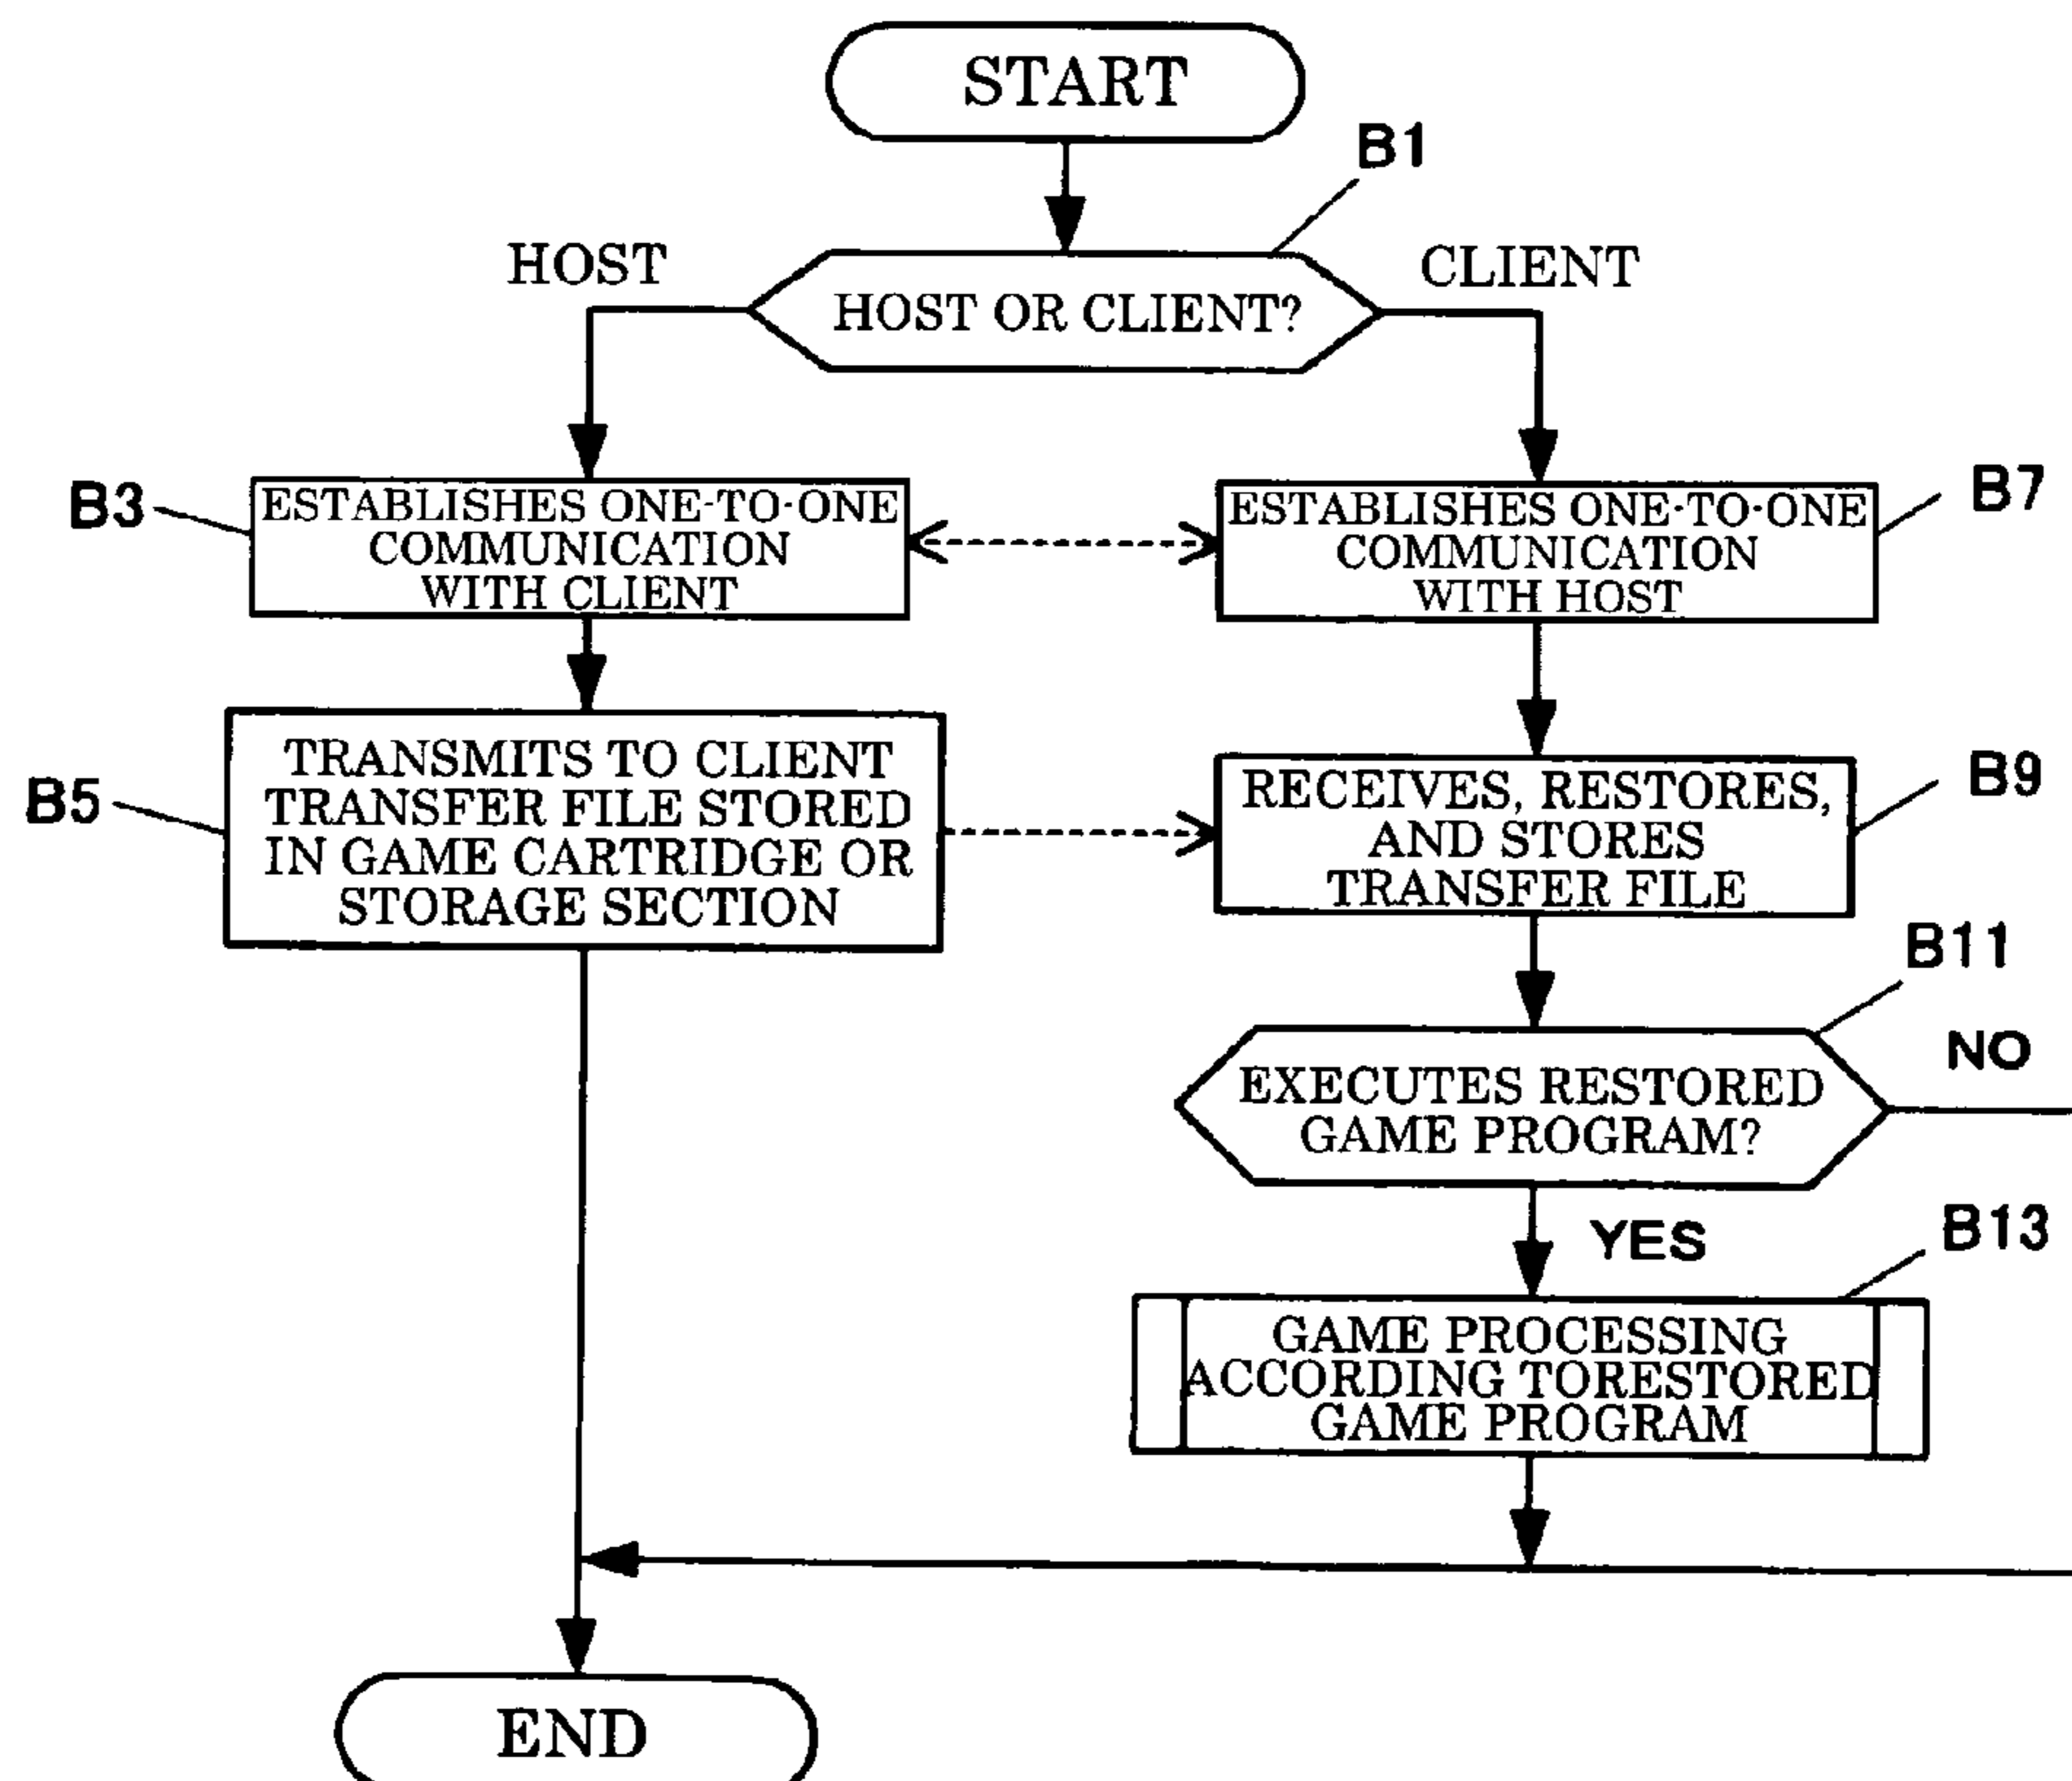 START
B1
HOST
CLIENT
HOST OR CLIENT?
B3
ESTABLISHES ONE-TO-ONE
COMMUNICATION
WITH CLIENT
ESTABLISHES ONE-TO-ONE
COMMUNICATION
WITH HOST
B7
B5
TRANSMITS TO CLIENT
TRANSFER FILE STORED
IN GAME CARTRIDGE OR
STORAGE SECTION
RECEIVES, RESTORES,
AND STORES
TRANSFER FILE
B9
B11
EXECUTES RESTORED
GAME PROGRAM?
NO
YES
B13
GAME PROCESSING
ACCORDING TORESTORED
GAME PROGRAM
END